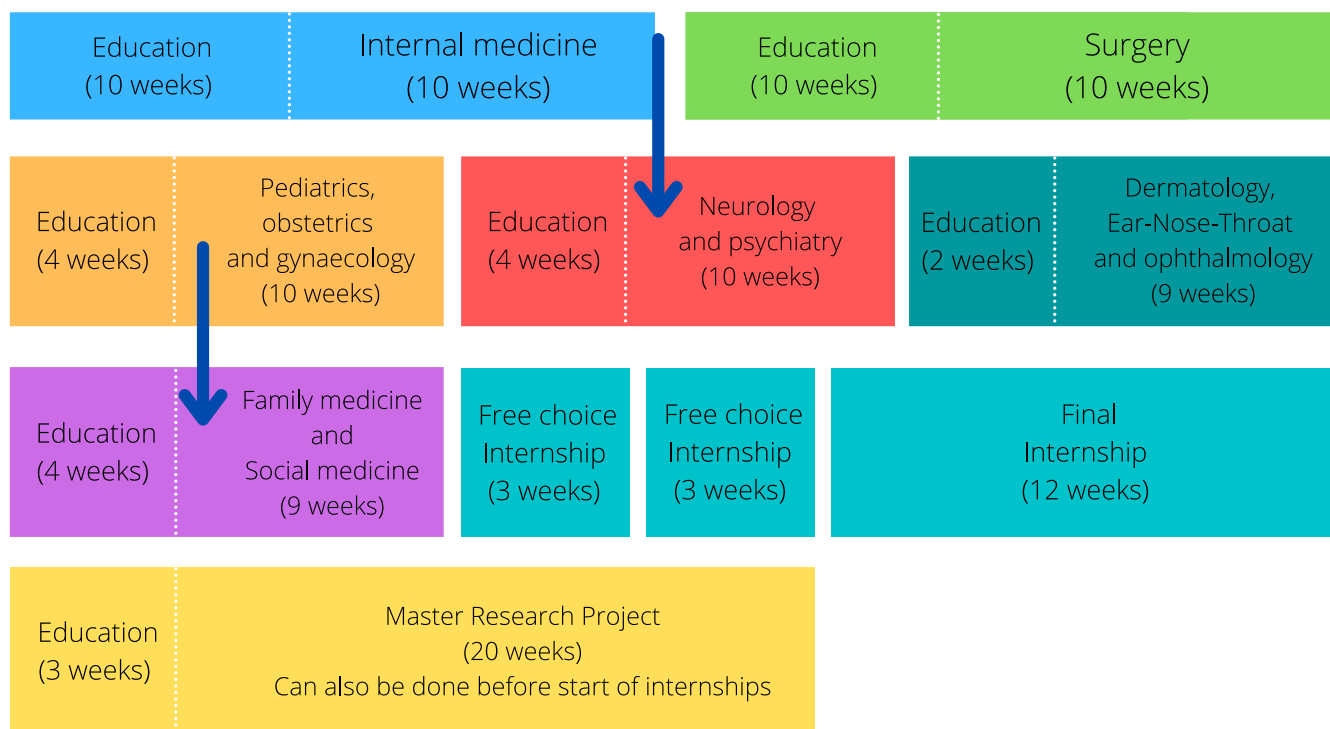 Education
(10 weeks)
Internal medicine
(10 weeks)
Education
(10 weeks)
Surgery
(10 weeks)
Education
(4 weeks)
Pediatrics,
obstetrics
and gynaecology
(10 weeks)
Education
(4 weeks)
Neurology
and psychiatry
(10 weeks)
Education
(2 weeks)
Dermatology,
Ear-Nose-Throat
and ophthalmology
(9 weeks)
Education
(4 weeks)
Family medicine
and
Social medicine
(9 weeks)
Free choice
Internship
(3 weeks)
Free choice
Internship
(3 weeks)
Final
Internship
(12 weeks)
Education
(3 weeks)
Master Research Project
(20 weeks)
Can also be done before start of internships